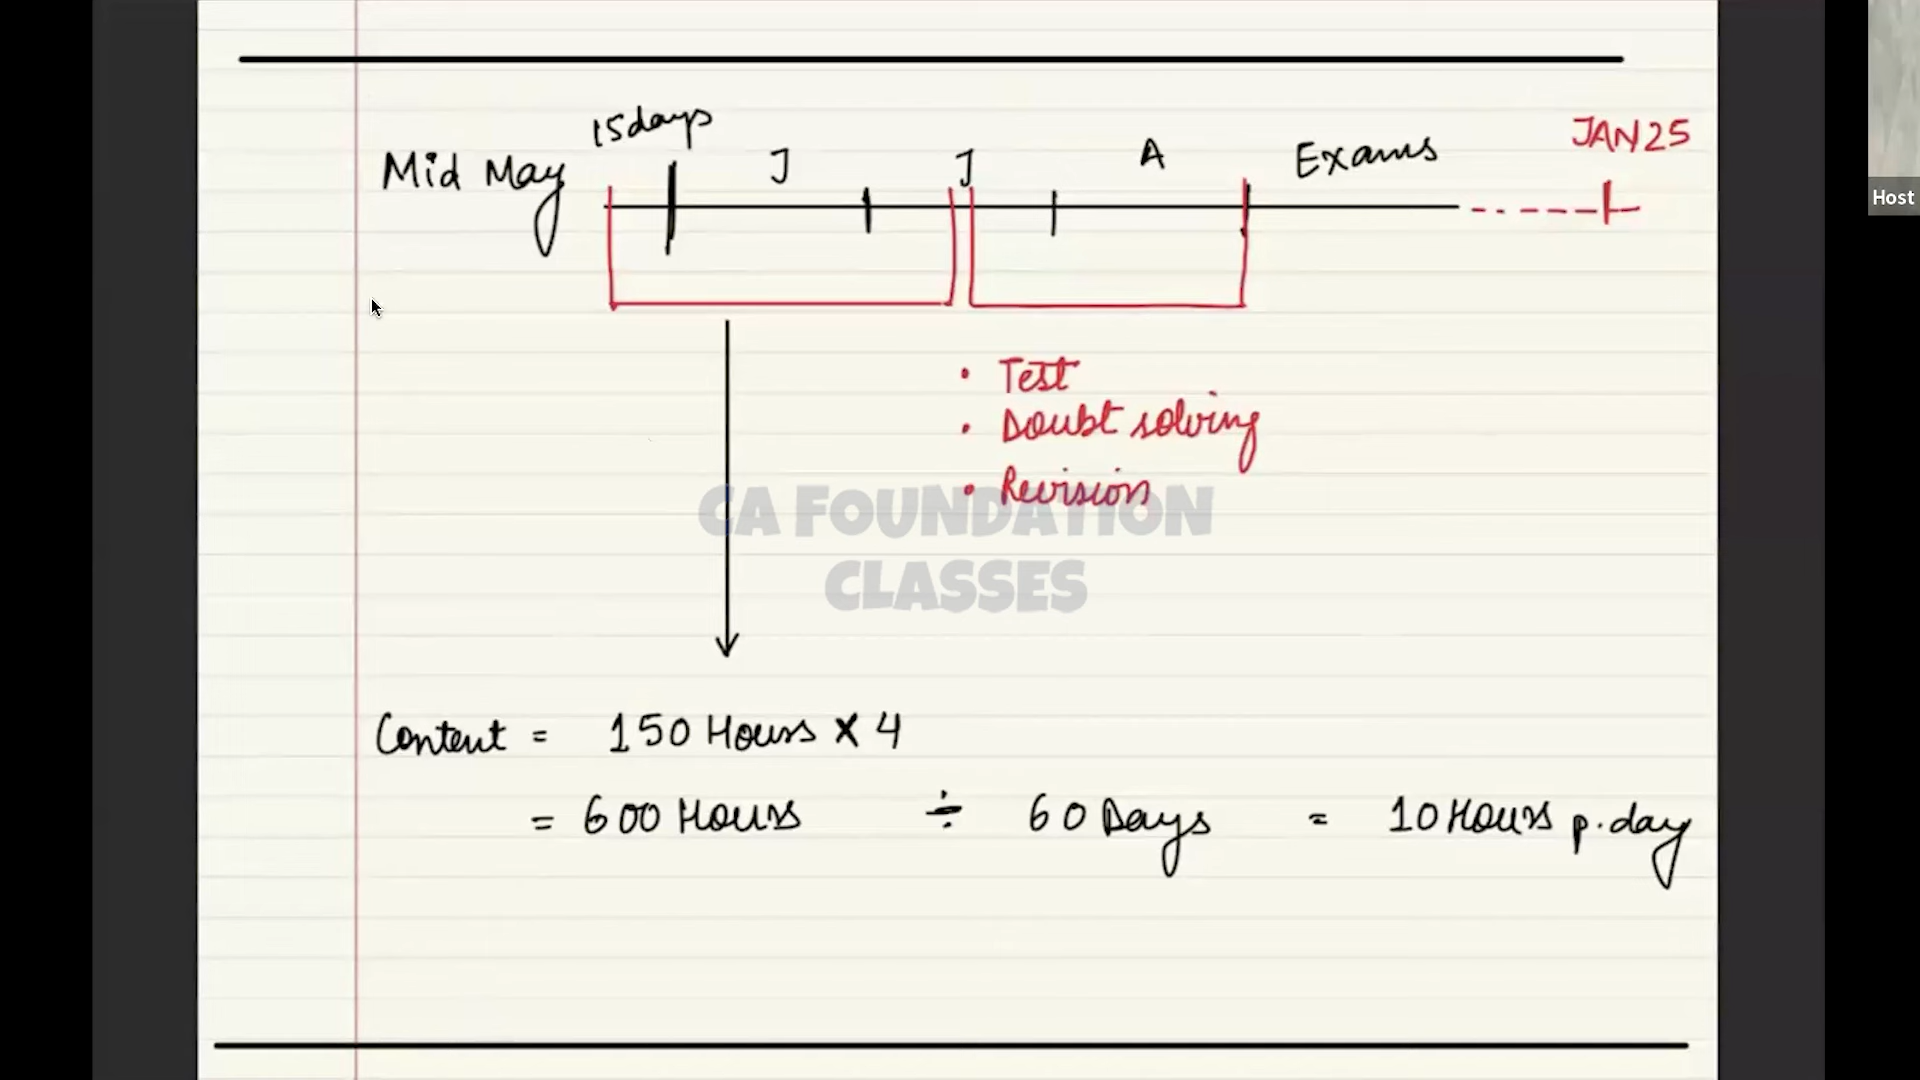 15days
Mid May
J
J
A
Exams
JAN25
Host
• Test
• Doubt solving
• Revision
CA FOUNDATION
CLASSES
Content = 150 Hours X 4
= 600 Hours ÷ 60 Days = 10 Hours p.day